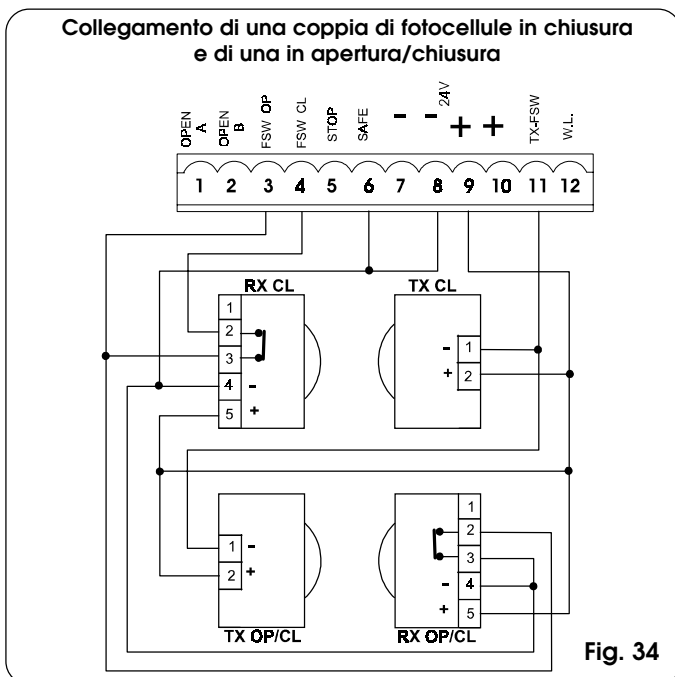 Collegamento di una coppia di fotocellule in chiusura
e di una in apertura/chiusura
OPEN A
OPEN B
FSW OP
FSW CL
STOP
SAFE
-
-
24V
+
+
TX-FSW
W.L.
1 2 3 4 5 6 7 8 9 10 11 12
RX CL
1
2
3
4 -
5 +
TX CL
- 1
+ 2
1 -
2 +
TX OP/CL
1
2
3
- 4
+ 5
RX OP/CL
Fig. 34